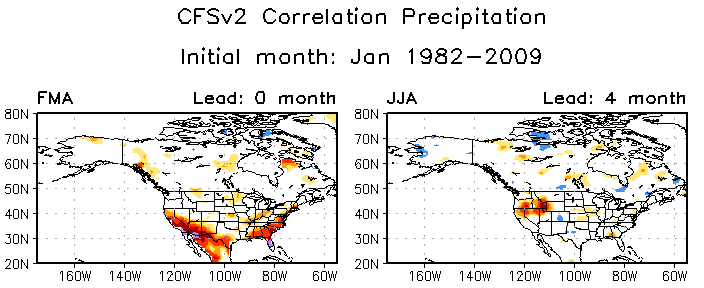 CFSv2 Correlation Precipitation
Initial month: Jan 1982-2009
FMA Lead: 0 month JJA Lead: 4 month
80N 80N
70N 70N
60N 60N
50N 50N
40N 40N
30N 30N
20N 20N
160W 140W 120W 100W 80W 60W 160W 140W 120W 100W 80W 60W